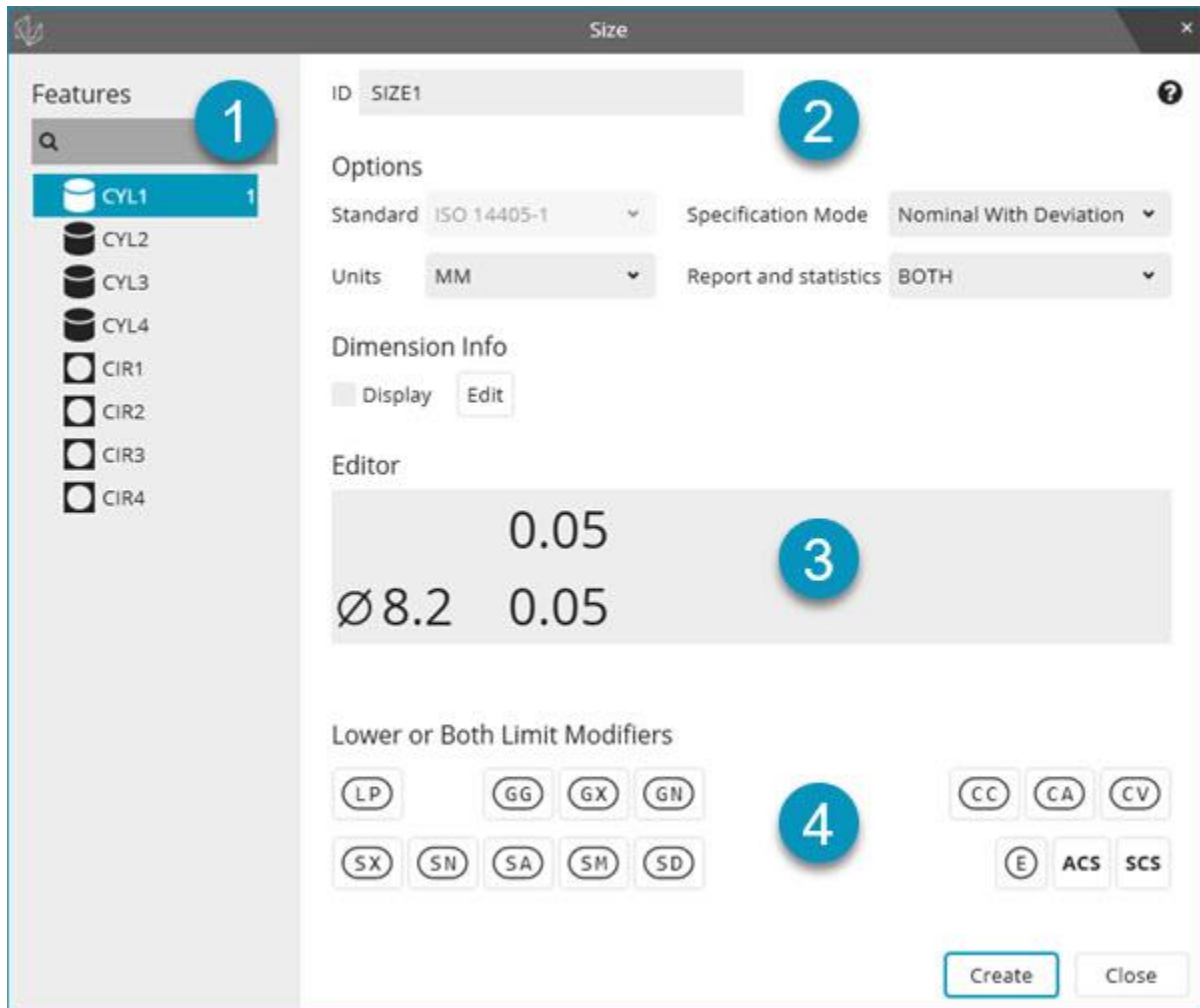 Size
Features
1
CYL1 1
CYL2
CYL3
CYL4
CIR1
CIR2
CIR3
CIR4
ID SIZE1
2
Options
Standard ISO 14405-1 Specification Mode Nominal With Deviation
Units MM Report and statistics BOTH
Dimension Info
Display Edit
Editor
0.05
3
⌀8.2 0.05
Lower or Both Limit Modifiers
LP GG GX GN CC CA CV
4
SX SN SA SM SD E ACS SCS
Create Close